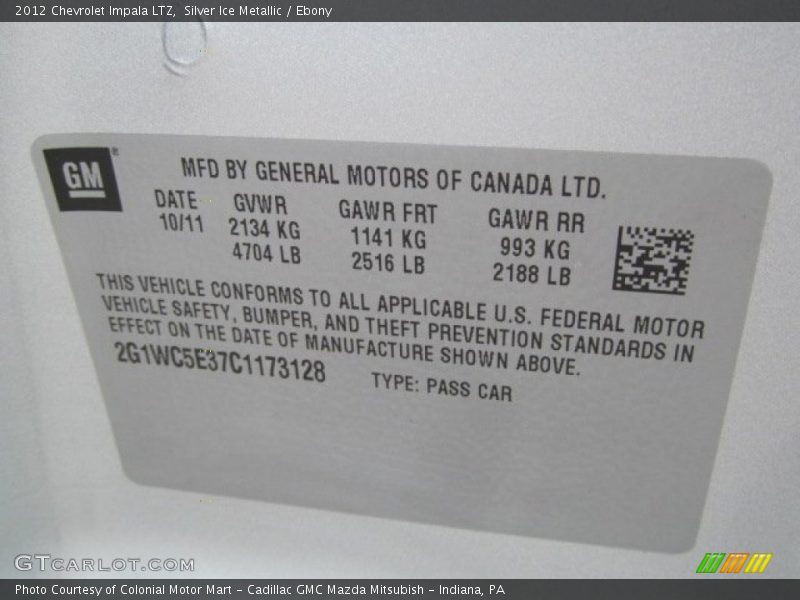 2012 Chevrolet Impala LTZ,  Silver Ice Metallic / Ebony
GM®
MFD BY GENERAL MOTORS OF CANADA LTD.
DATE GVWR GAWR FRT GAWR RR
10/11 2134 KG 1141 KG 993 KG
4704 LB 2516 LB 2188 LB
THIS VEHICLE CONFORMS TO ALL APPLICABLE U.S. FEDERAL MOTOR
VEHICLE SAFETY, BUMPER, AND THEFT PREVENTION STANDARDS IN
EFFECT ON THE DATE OF MANUFACTURE SHOWN ABOVE.
2G1WC5E37C1173128 TYPE: PASS CAR
GTCARLOT.COM
Photo Courtesy of Colonial Motor Mart - Cadillac GMC Mazda Mitsubish - Indiana, PA